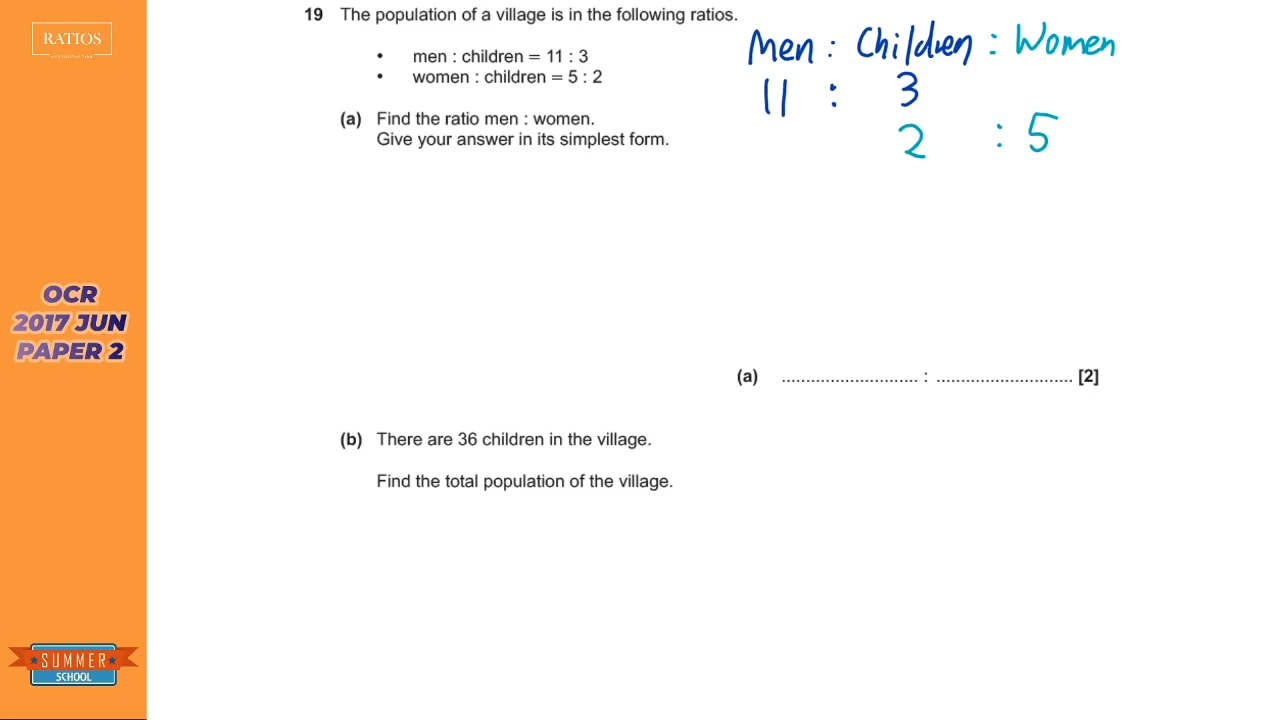 RATIOS
19 The population of a village is in the following ratios.
• men : children = 11 : 3
• women : children = 5 : 2
(a) Find the ratio men : women.
Give your answer in its simplest form.
Men : Children : Women
11 : 3
2 : 5
OCR
2017 JUN
PAPER 2
(a) ............................ : ............................ [2]
(b) There are 36 children in the village.
Find the total population of the village.
SUMMER
SCHOOL